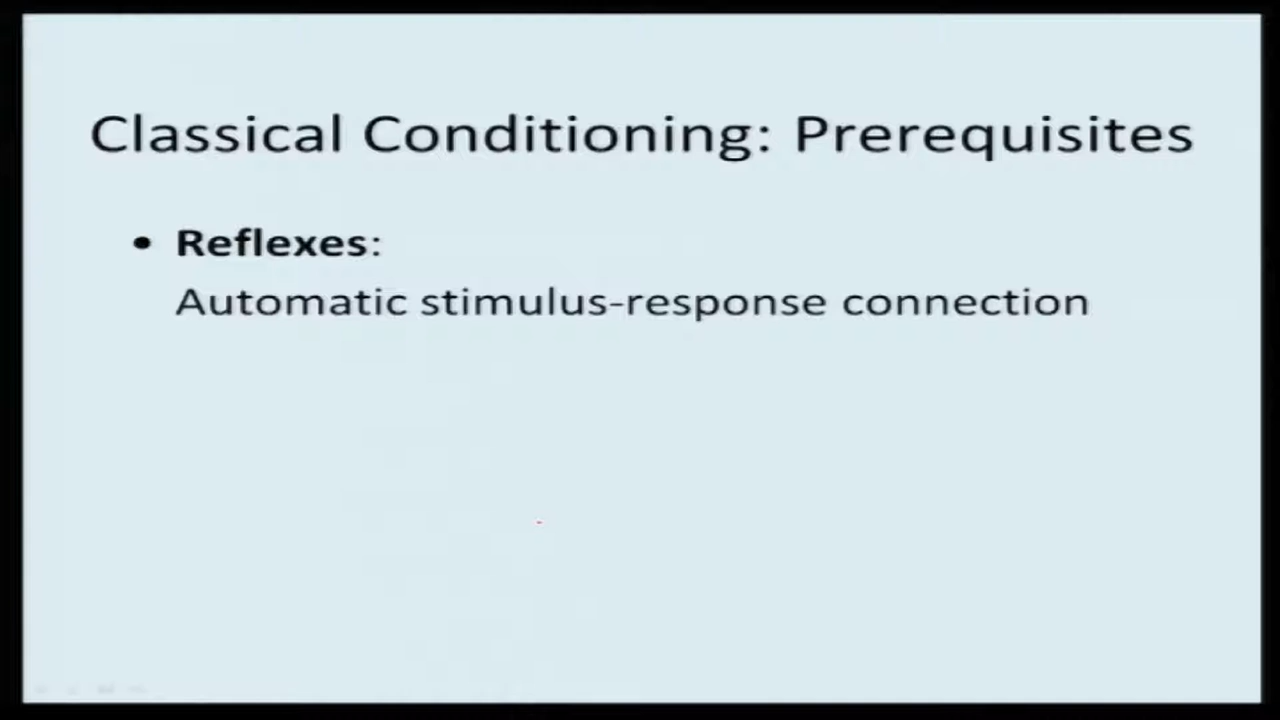 Classical Conditioning: Prerequisites
• Reflexes:
Automatic stimulus-response connection